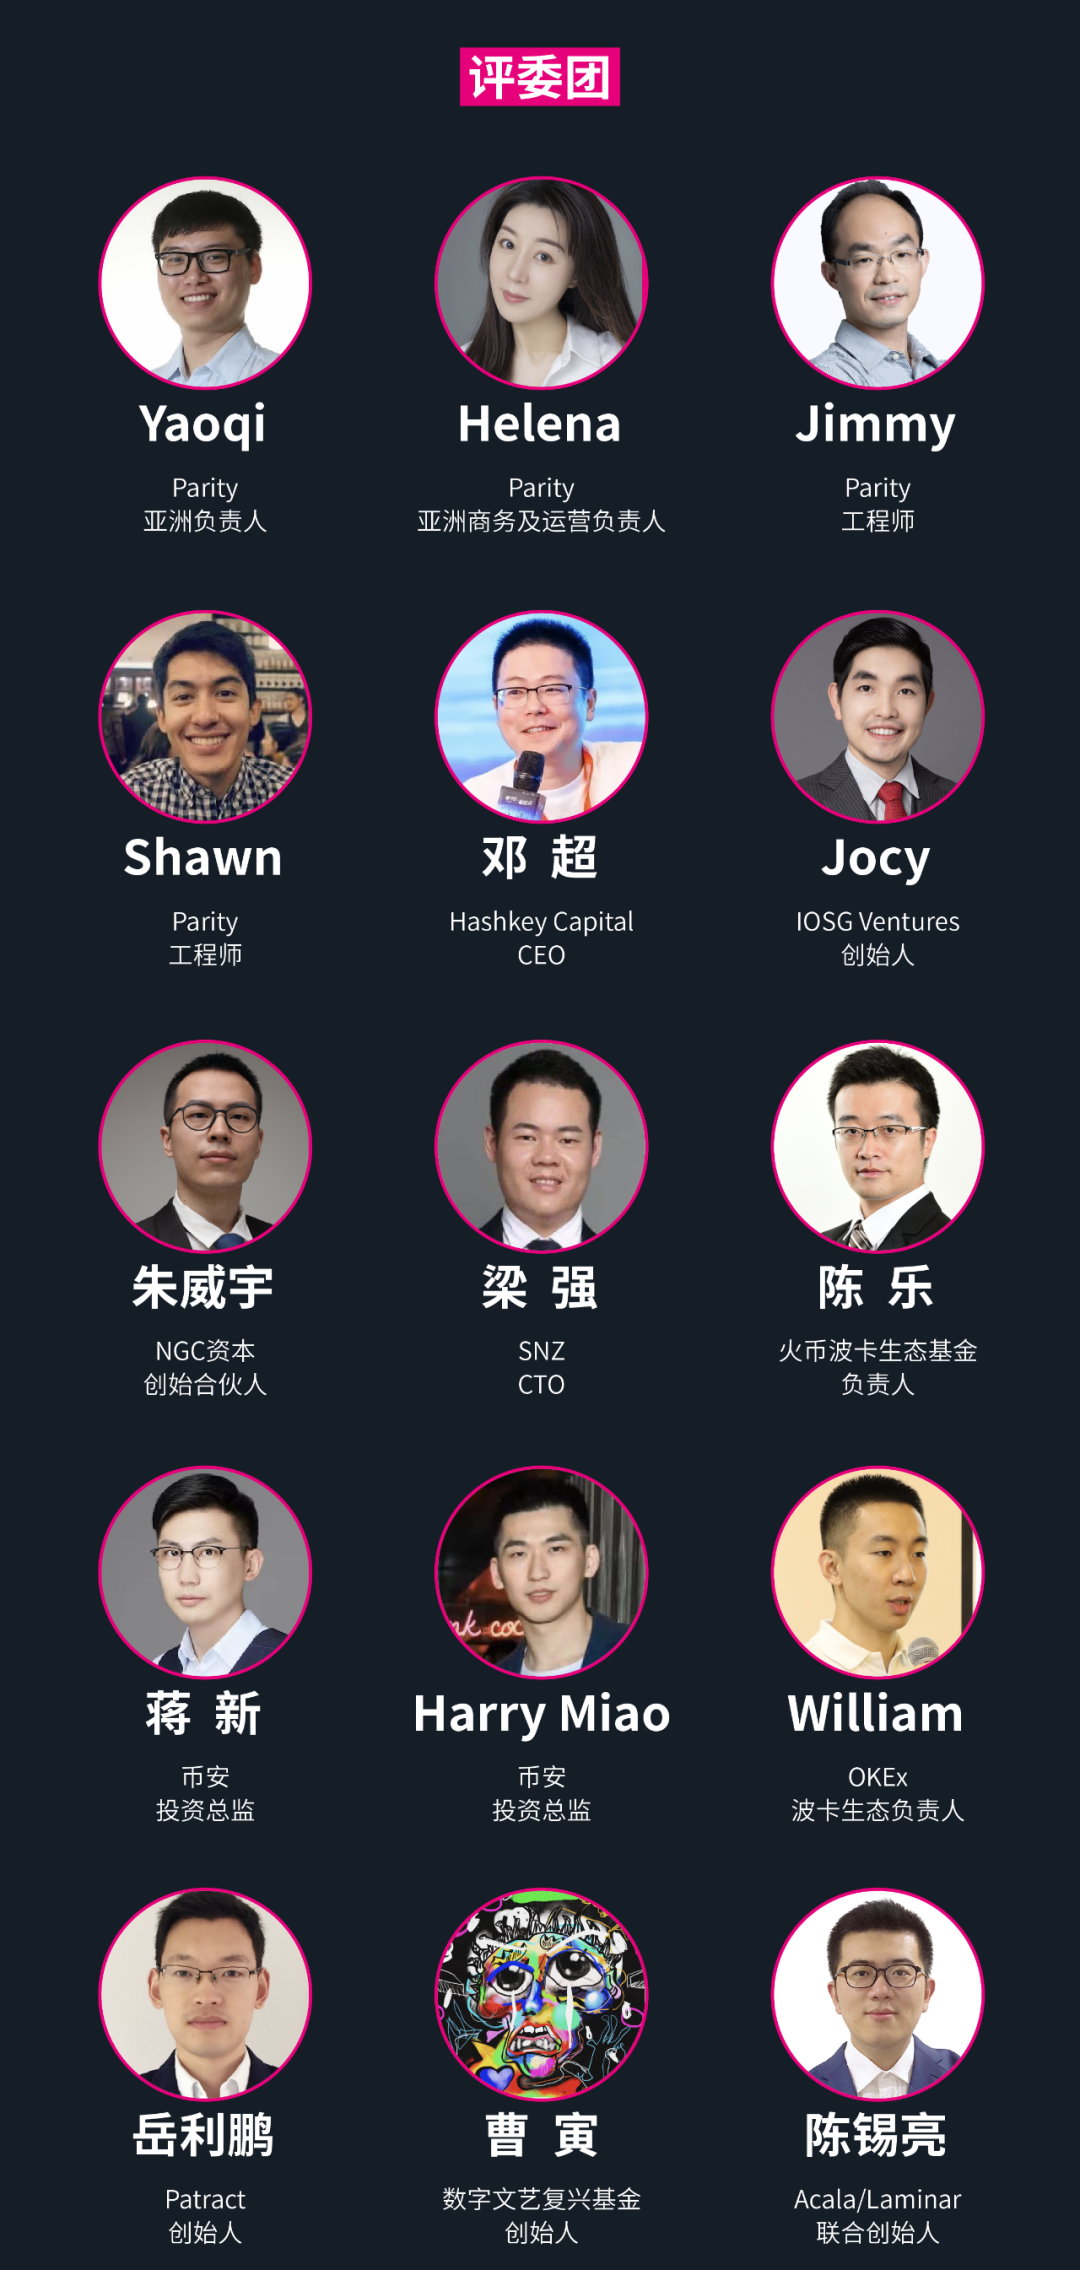 评委团
Yaoqi
Parity
亚洲负责人
Helena
Parity
亚洲商务及运营负责人
Jimmy
Parity
工程师
Shawn
Parity
工程师
邓 超
Hashkey Capital
CEO
Jocy
IOSG Ventures
创始人
朱威宇
NGC资本
创始合伙人
梁 强
SNZ
CTO
陈 乐
火币波卡生态基金
负责人
蒋 新
币安
投资总监
Harry Miao
币安
投资总监
William
OKEx
波卡生态负责人
岳利鹏
Patract
创始人
曹 寅
数字文艺复兴基金
创始人
陈锡亮
Acala/Laminar
联合创始人